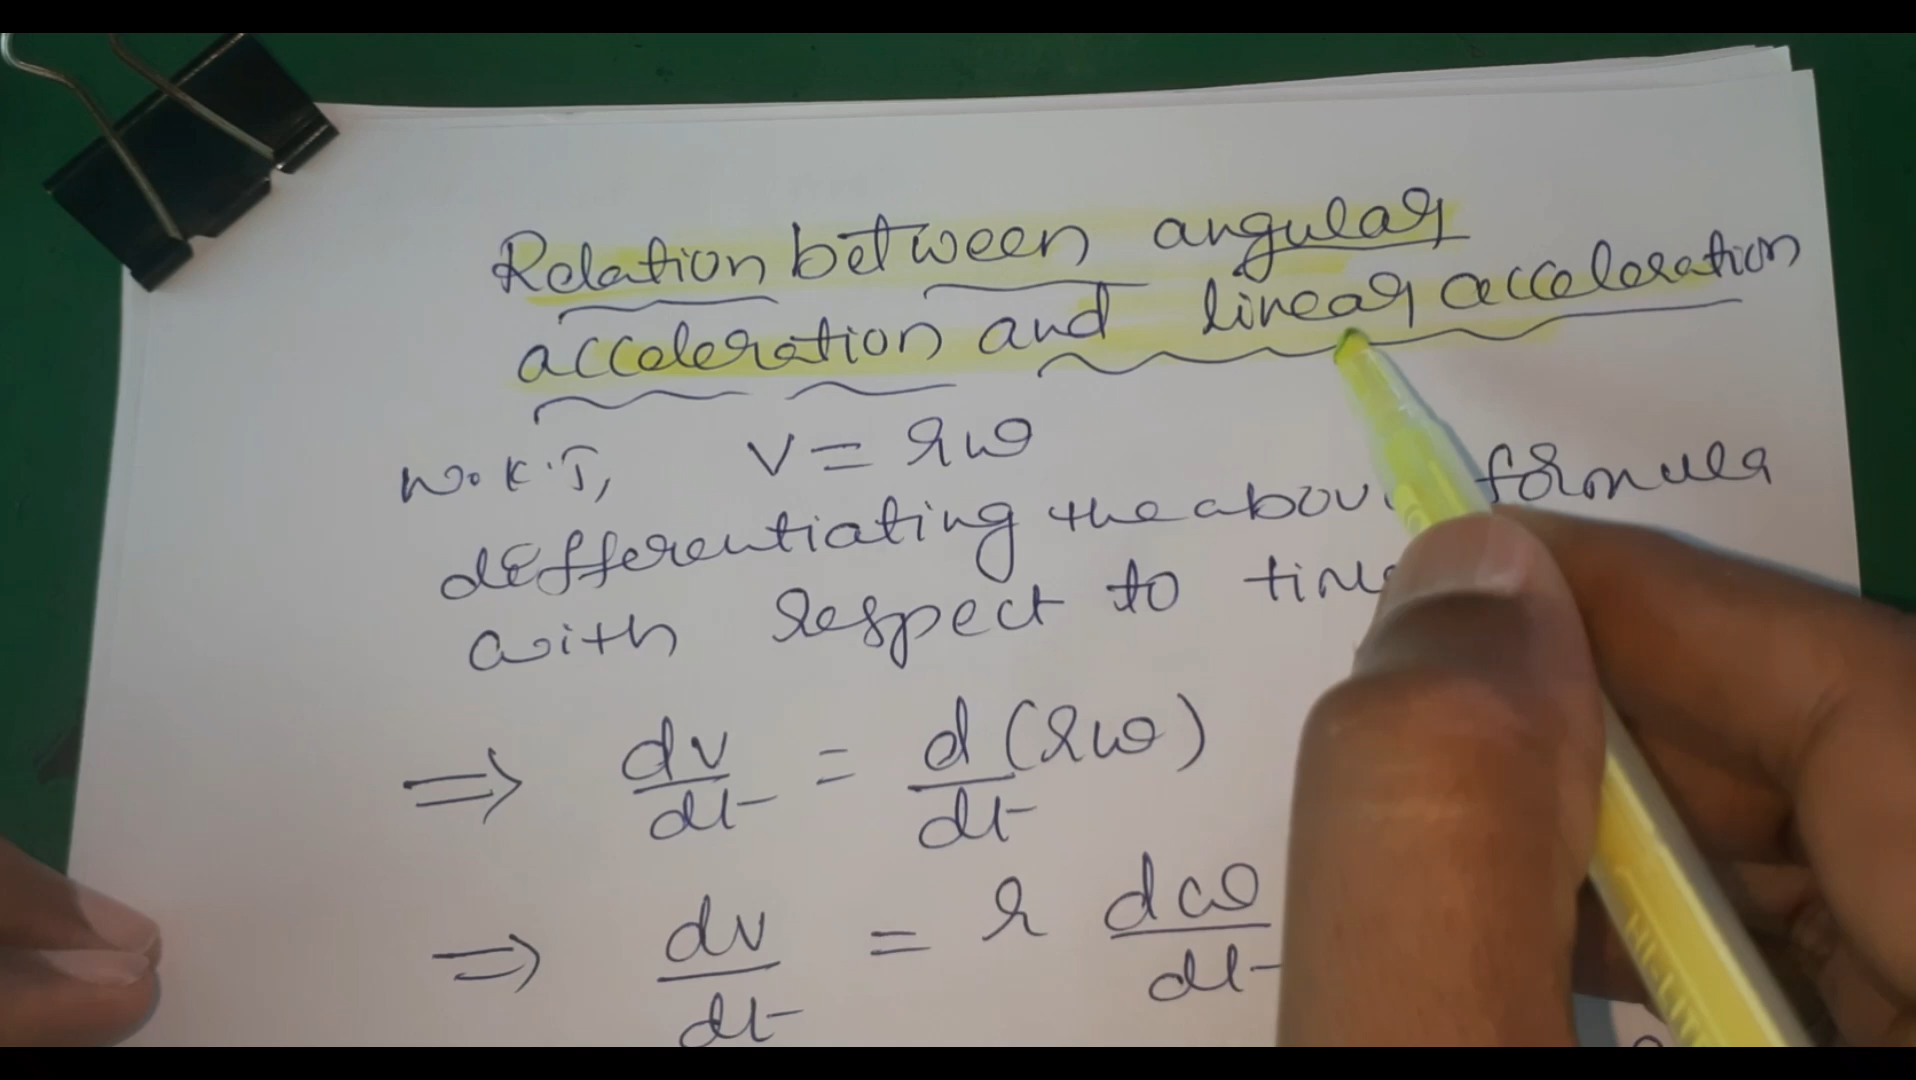 Relation between angular
acceleration and linear acceleration
W.K.T, V = rω
differentiating the above formula
with respect to time
⇒ dv/dt = d/dt (rω)
⇒ dv/dt = r dω/dt